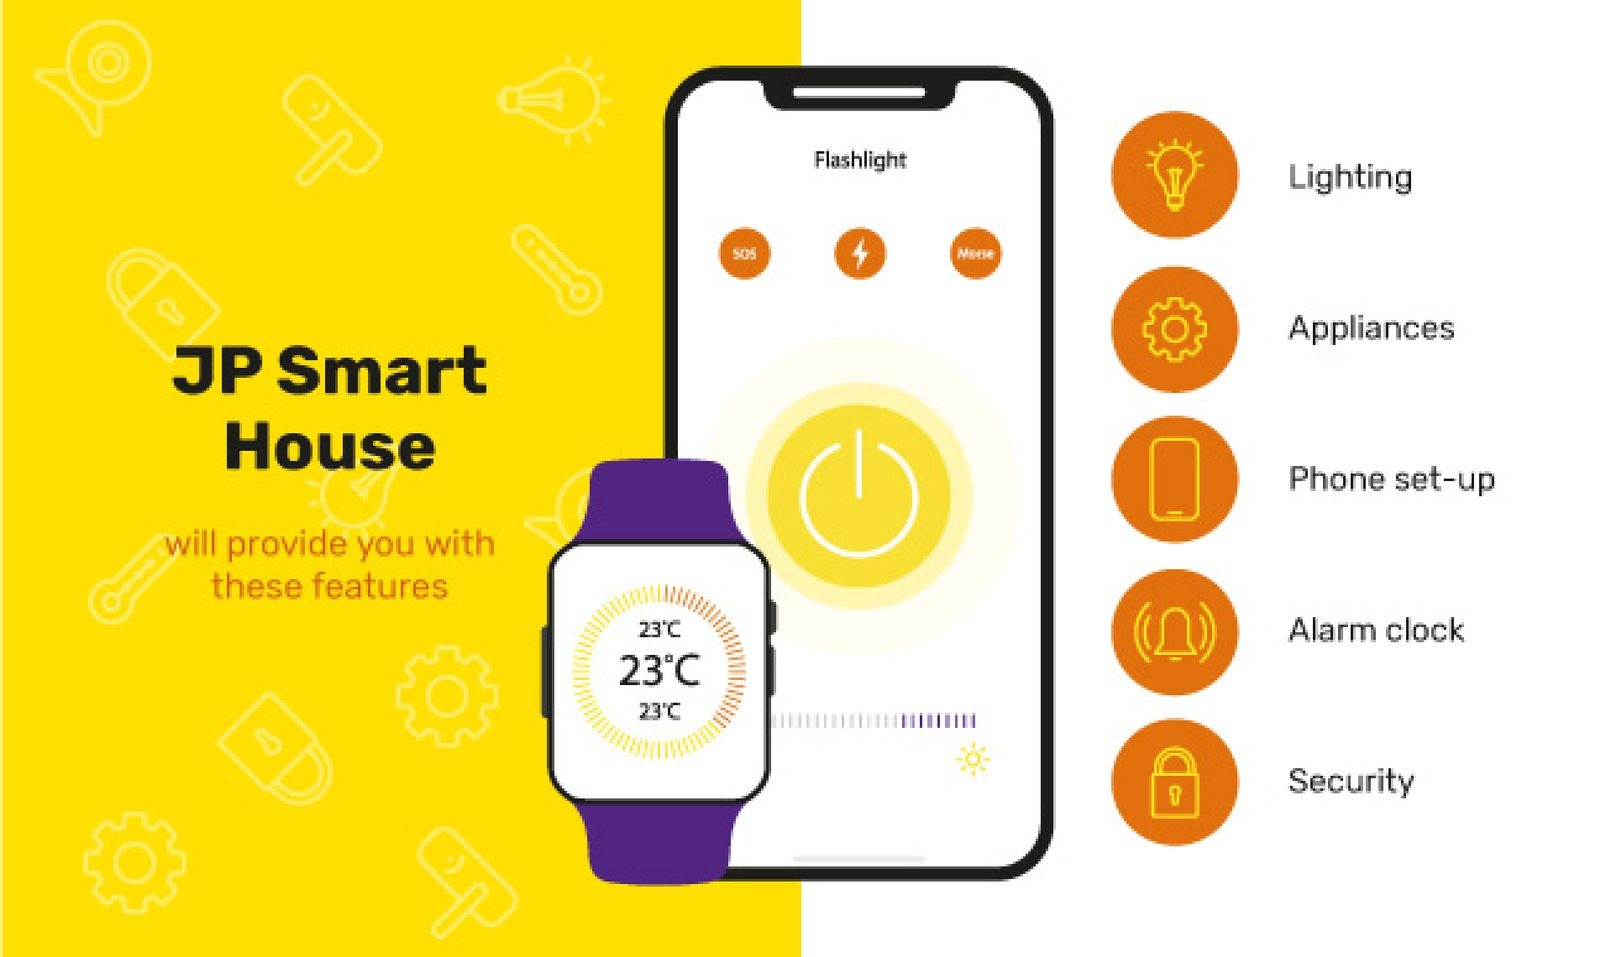 JP Smart
House
will provide you with
these features
Flashlight
SOS
Morse
23°C
23°C
23°C
Lighting
Appliances
Phone set-up
Alarm clock
Security